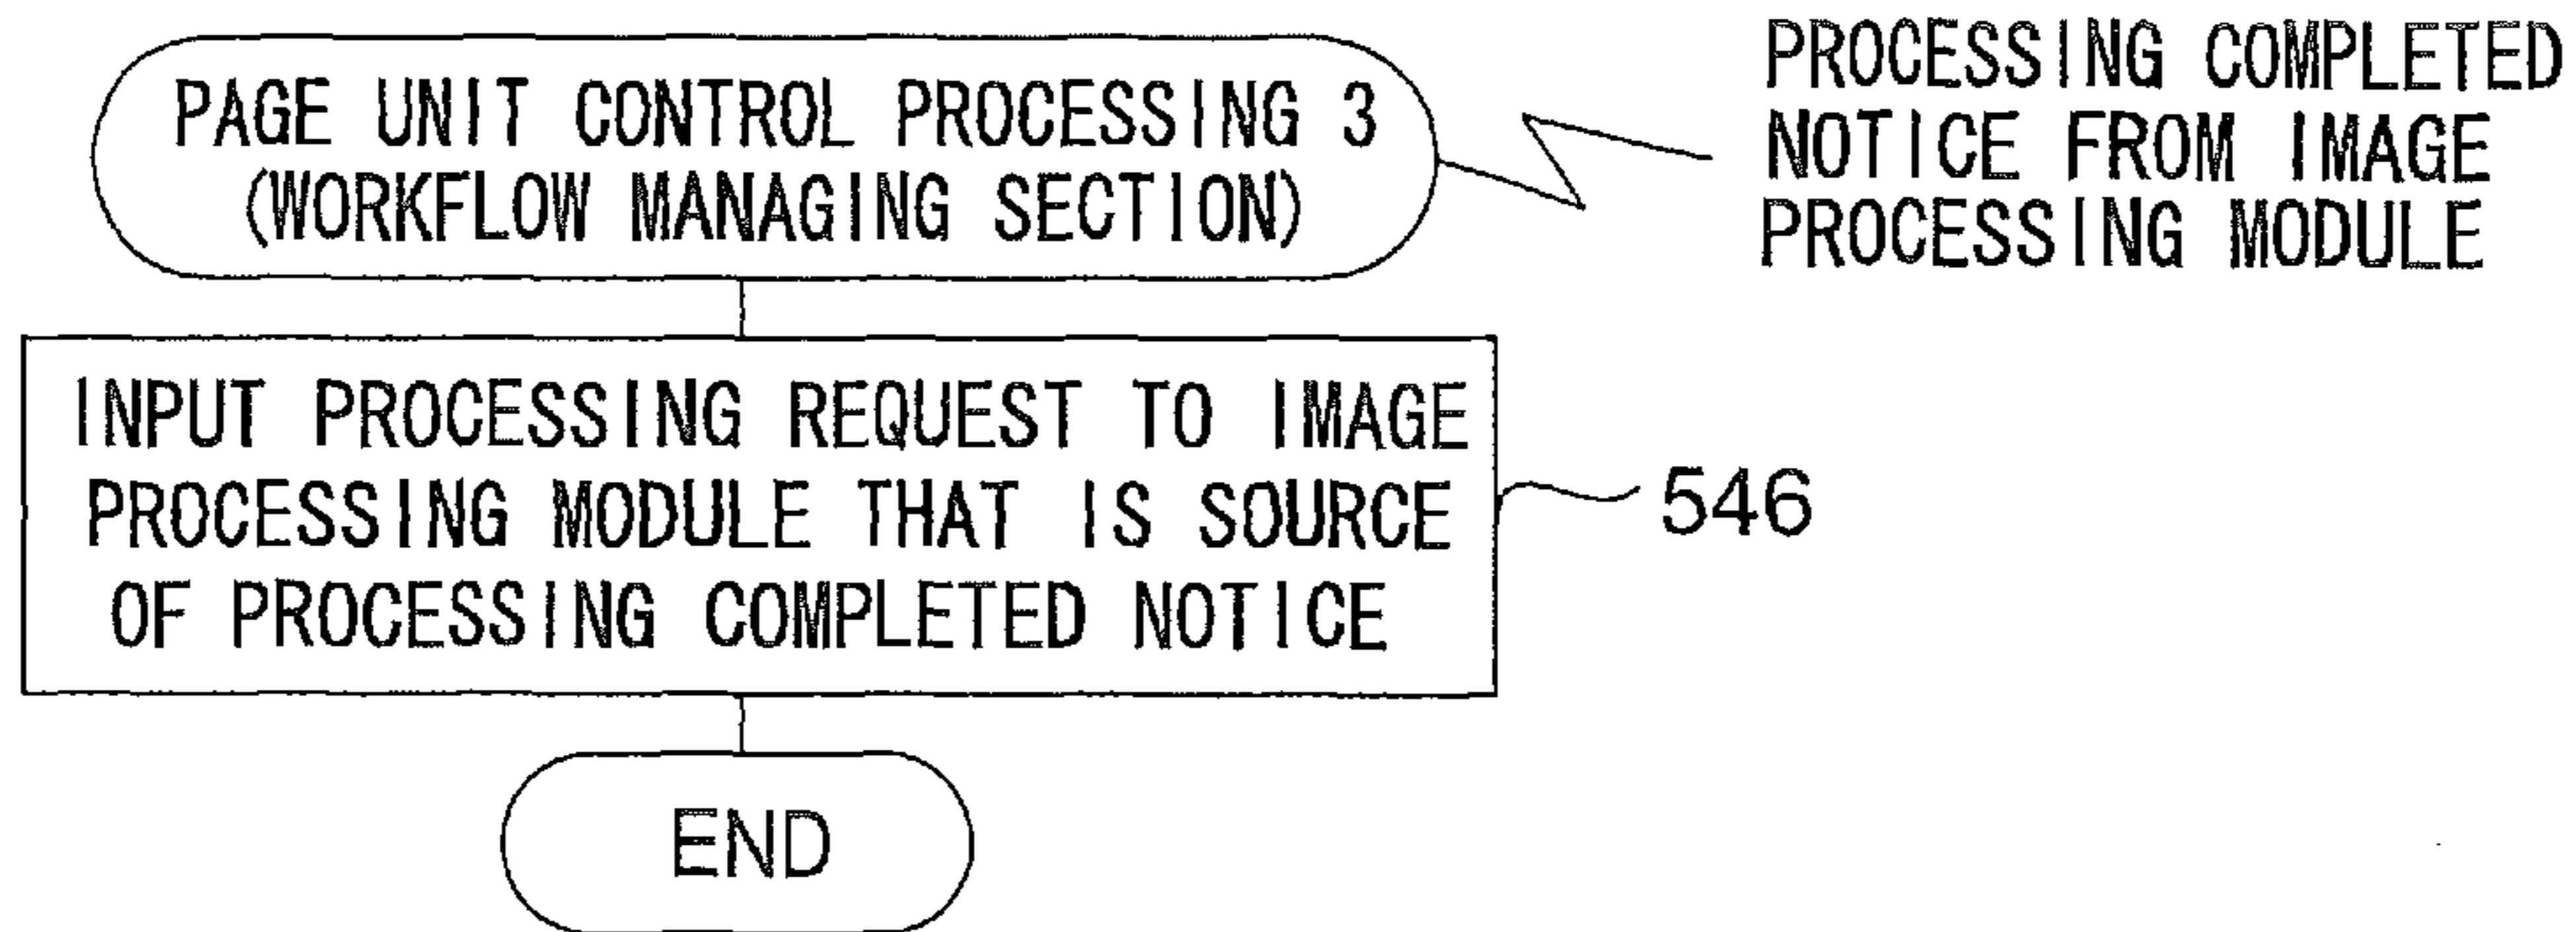 PAGE UNIT CONTROL PROCESSING 3
(WORKFLOW MANAGING SECTION)
PROCESSING COMPLETED
NOTICE FROM IMAGE
PROCESSING MODULE
INPUT PROCESSING REQUEST TO IMAGE
PROCESSING MODULE THAT IS SOURCE
OF PROCESSING COMPLETED NOTICE
546
END